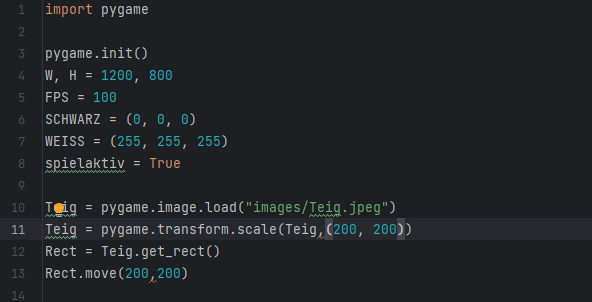 1 import pygame
2
3 pygame.init()
4 W, H = 1200, 800
5 FPS = 100
6 SCHWARZ = (0, 0, 0)
7 WEISS = (255, 255, 255)
8 spielaktiv = True
9
10 Teig = pygame.image.load("images/Teig.jpeg")
11 Teig = pygame.transform.scale(Teig,(200, 200))
12 Rect = Teig.get_rect()
13 Rect.move(200,200)
14